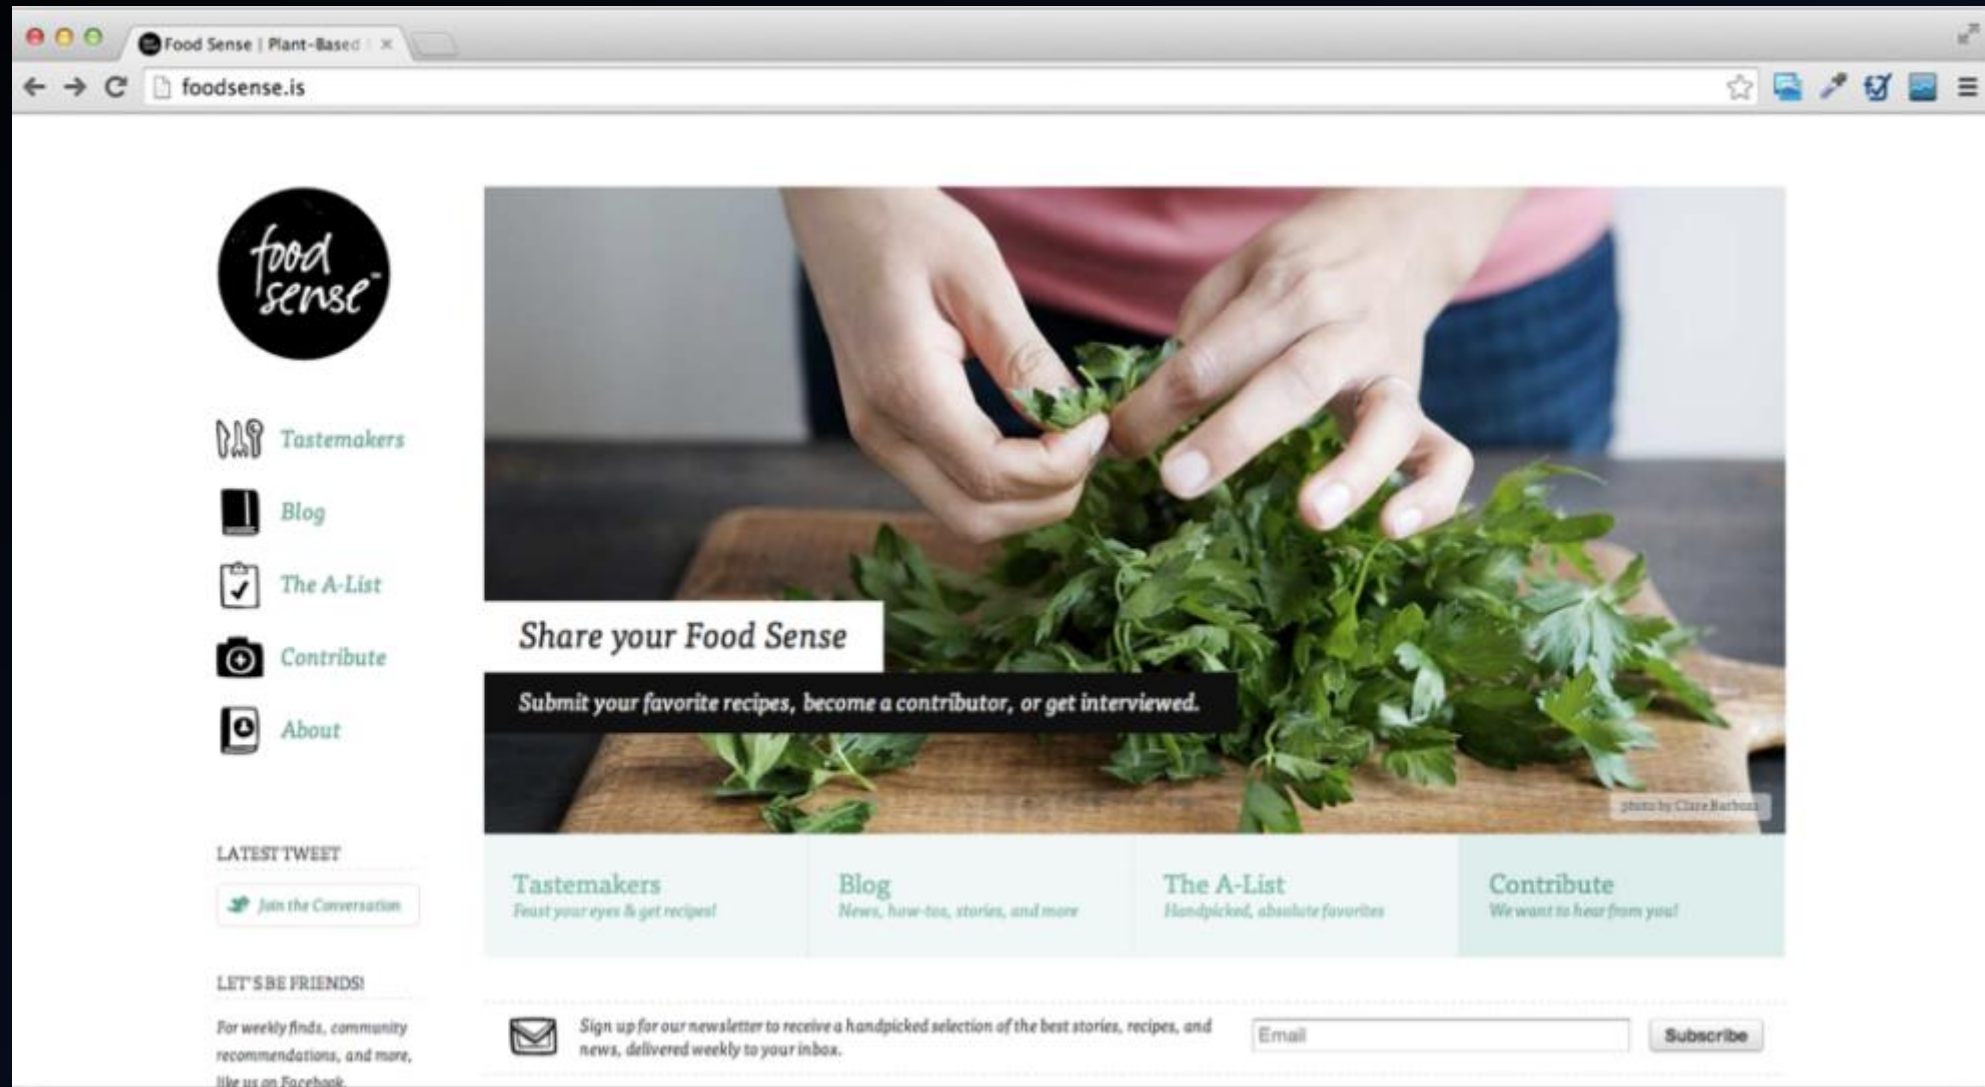 Food Sense | Plant-Based
foodsense.is
food
sense
Tastemakers
Blog
The A-List
Contribute
About
LATEST TWEET
Join the Conversation
LET'S BE FRIENDS!
For weekly finds, community
recommendations, and more,
like us on Facebook.
Share your Food Sense
Submit your favorite recipes, become a contributor, or get interviewed.
photo by Clare Barboza
Tastemakers
Feast your eyes & get recipes!
Blog
News, how-tos, stories, and more
The A-List
Handpicked, absolute favorites
Contribute
We want to hear from you!
Sign up for our newsletter to receive a handpicked selection of the best stories, recipes, and
news, delivered weekly to your inbox.
Email
Subscribe